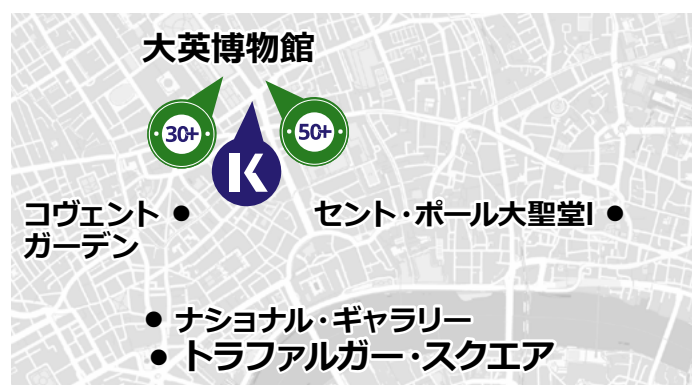 大英博物館
30+
50+
K
コヴェント
ガーデン
セント・ポール大聖堂l
ナショナル・ギャラリー
トラファルガー・スクエア